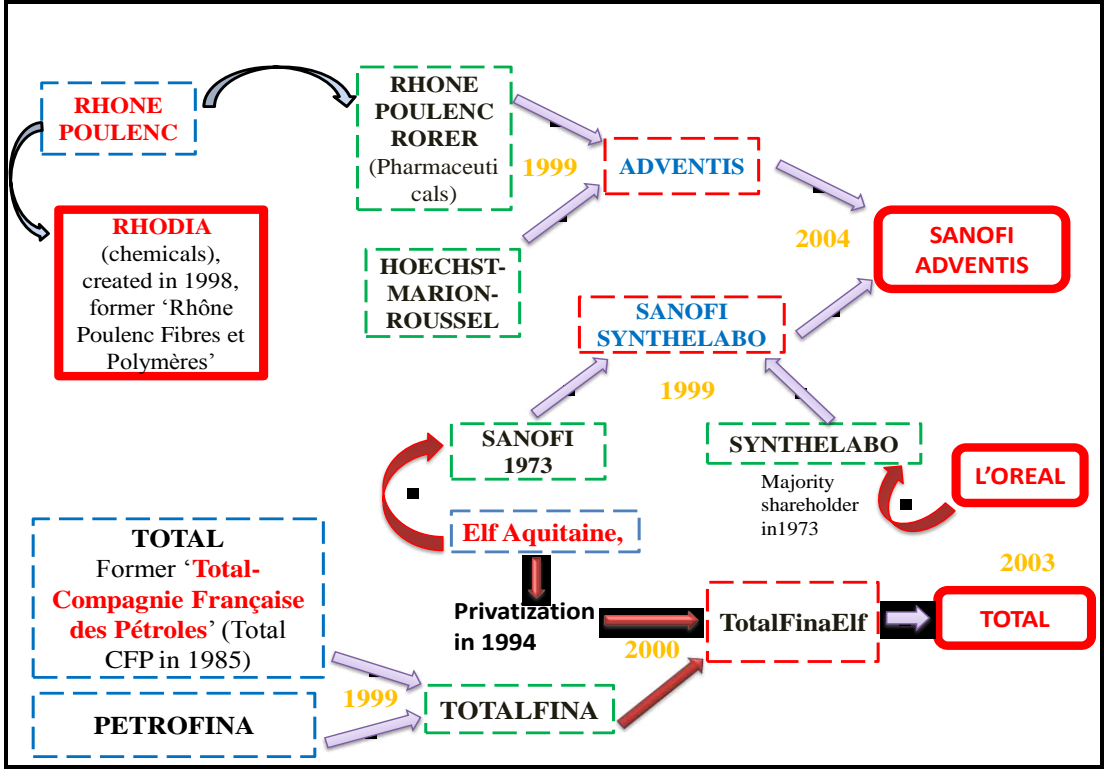 RHONE
POULENC
RHONE
POULENC
RORER
(Pharmaceuti
cals)
1999
ADVENTIS
RHODIA
(chemicals),
created in 1998,
former ‘Rhône
Poulenc Fibres et
Polymères’
HOECHST-
MARION-
ROUSSEL
2004
SANOFI
ADVENTIS
SANOFI
SYNTHELABO
1999
SANOFI
1973
SYNTHELABO
Majority
shareholder
in1973
L’OREAL
Elf Aquitaine,
Privatization
in 1994
TOTAL
Former ‘Total-
Compagnie Française
des Pétroles’ (Total
CFP in 1985)
PETROFINA
1999
TOTALFINA
2000
TotalFinaElf
2003
TOTAL